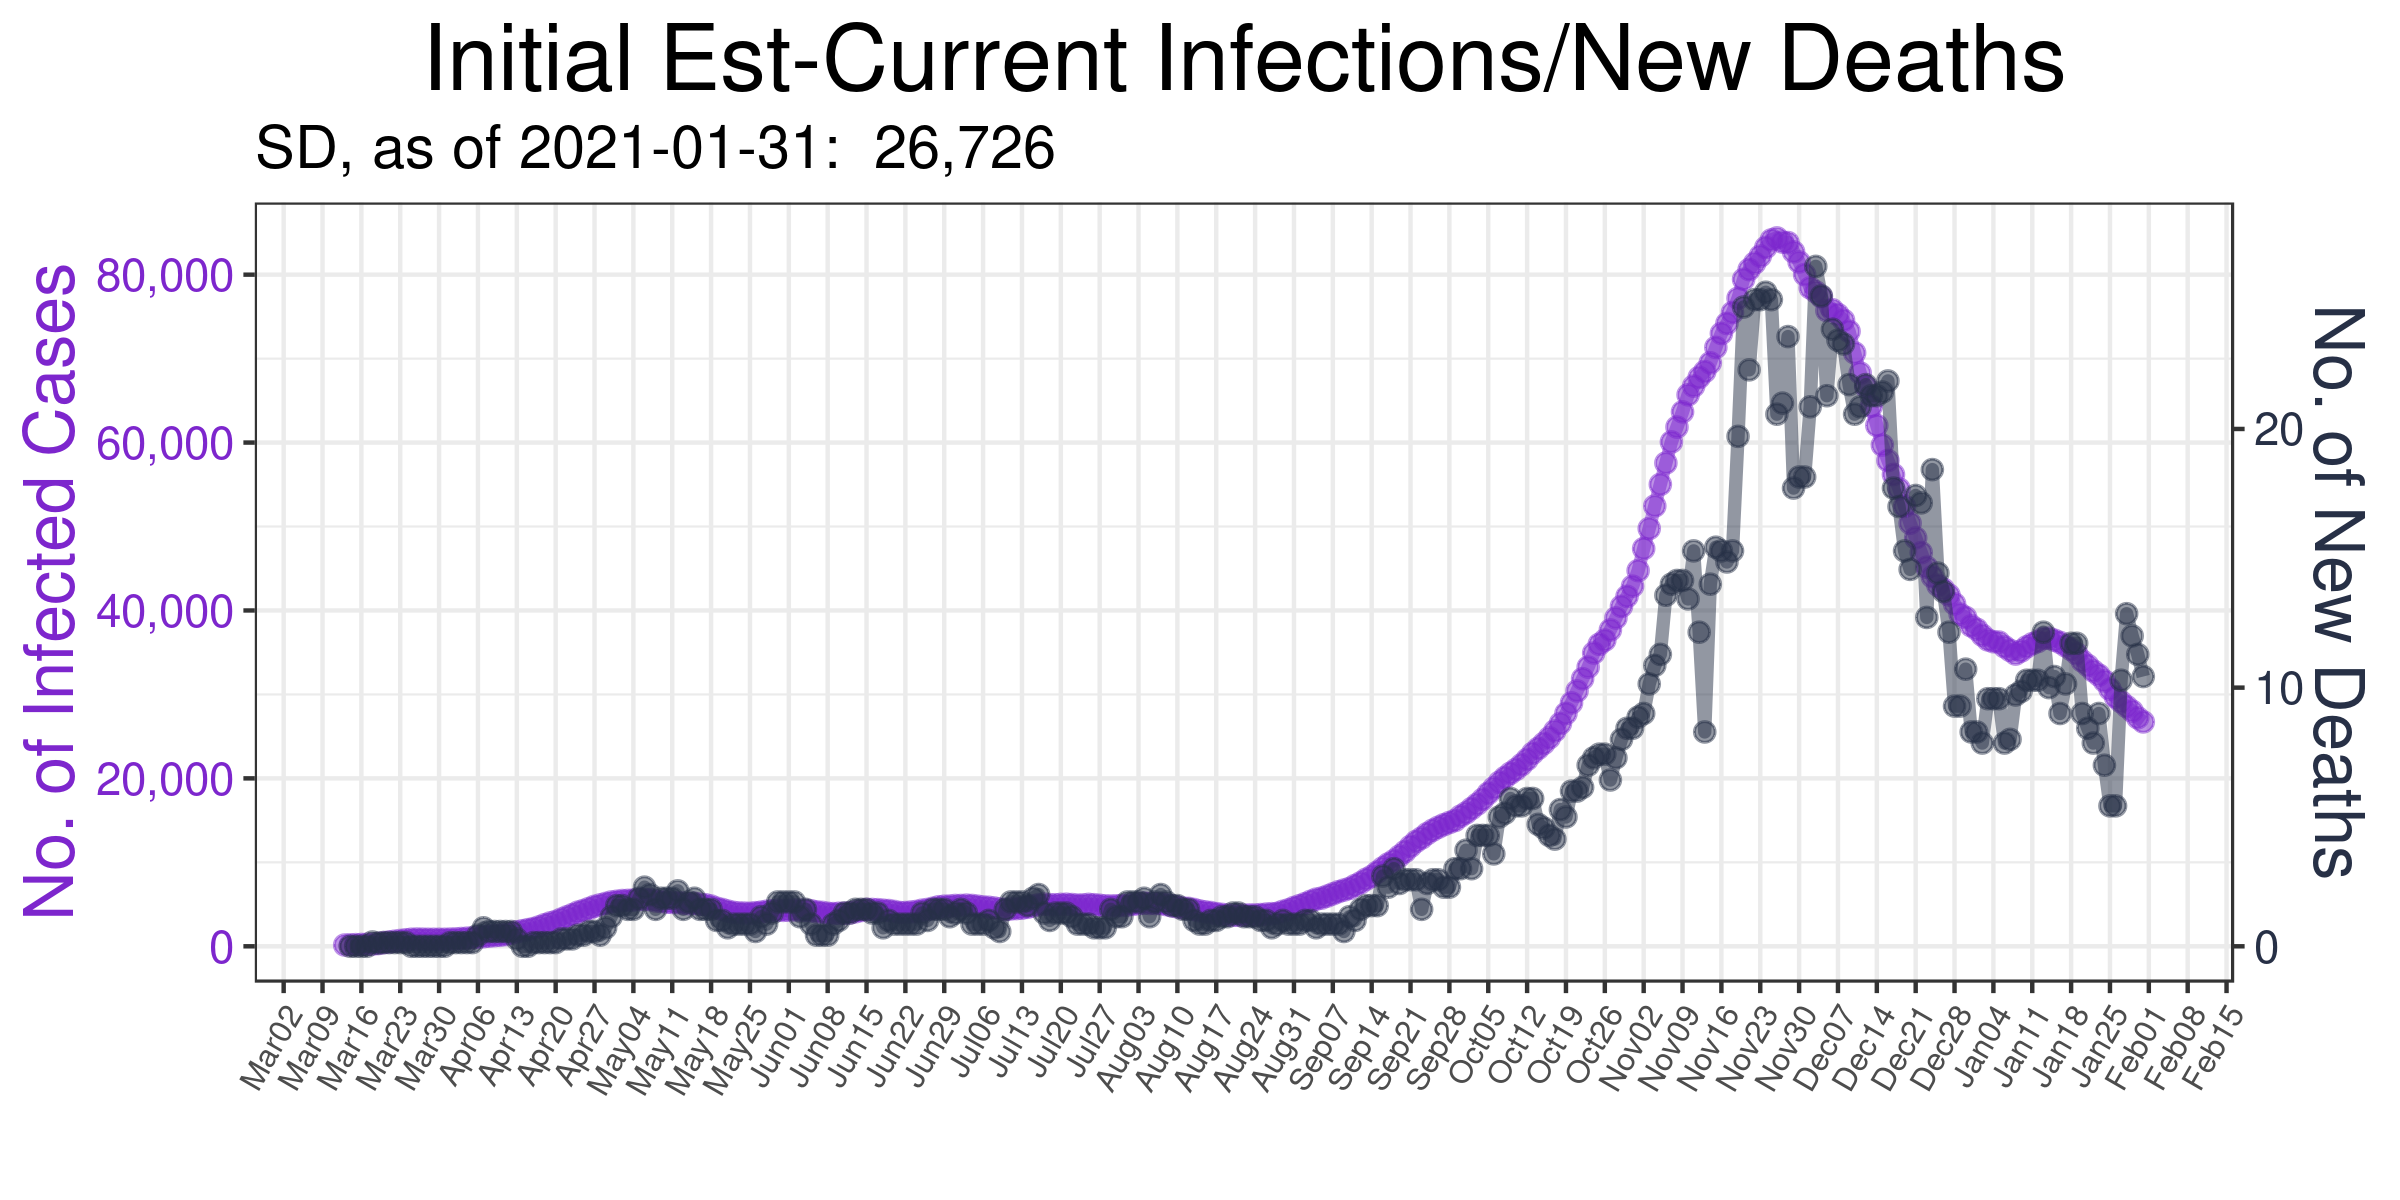 Initial Est-Current Infections/New Deaths
SD, as of 2021-01-31:  26,726
No. of Infected Cases
80,000
60,000
40,000
20,000
0
20
10
0
No. of New Deaths
Mar02
Mar09
Mar16
Mar23
Mar30
Apr06
Apr13
Apr20
Apr27
May04
May11
May18
May25
Jun01
Jun08
Jun15
Jun22
Jun29
Jul06
Jul13
Jul20
Jul27
Aug03
Aug10
Aug17
Aug24
Aug31
Sep07
Sep14
Sep21
Sep28
Oct05
Oct12
Oct19
Oct26
Nov02
Nov09
Nov16
Nov23
Nov30
Dec07
Dec14
Dec21
Dec28
Jan04
Jan11
Jan18
Jan25
Feb01
Feb08
Feb15